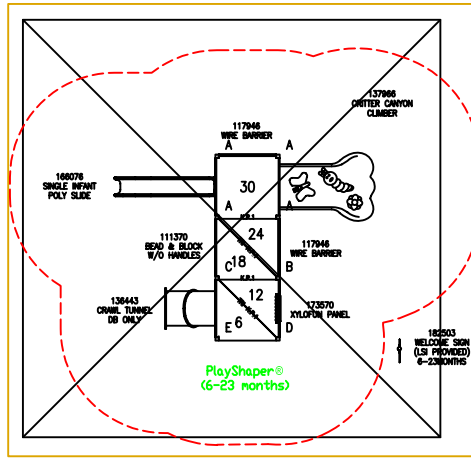 137966
CRITTER CANYON
CLIMBER
117946
WIRE BARRIER
A
A
166076
SINGLE INFANT
POLY SLIDE
30
A
A
111370
BEAD & BLOCK
W/O HANDLES
24
117946
WIRE BARRIER
18
C
B
136443
CRAWL TUNNEL
DB ONLY
12
173570
XYLOFUN PANEL
6
E
D
182503
WELCOME SIGN
(LSI PROVIDED)
6-23MONTHS
PlayShaper®
(6-23 months)